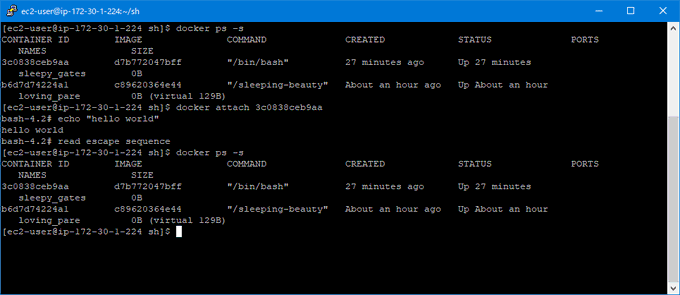 ec2-user@ip-172-30-1-224:~/sh
[ec2-user@ip-172-30-1-224 sh]$ docker ps -s
CONTAINER ID IMAGE COMMAND CREATED STATUS PORTS
NAMES SIZE
3c0838ceb9aa d7b772047bff "/bin/bash" 27 minutes ago Up 27 minutes
sleepy_gates 0B
b6d7d74224a1 c89620364e44 "/sleeping-beauty" About an hour ago Up About an hour
loving_pare 0B (virtual 129B)
[ec2-user@ip-172-30-1-224 sh]$ docker attach 3c0838ceb9aa
bash-4.2# echo "hello world"
hello world
bash-4.2# read escape sequence
[ec2-user@ip-172-30-1-224 sh]$ docker ps -s
CONTAINER ID IMAGE COMMAND CREATED STATUS PORTS
NAMES SIZE
3c0838ceb9aa d7b772047bff "/bin/bash" 27 minutes ago Up 27 minutes
sleepy_gates 0B
b6d7d74224a1 c89620364e44 "/sleeping-beauty" About an hour ago Up About an hour
loving_pare 0B (virtual 129B)
[ec2-user@ip-172-30-1-224 sh]$